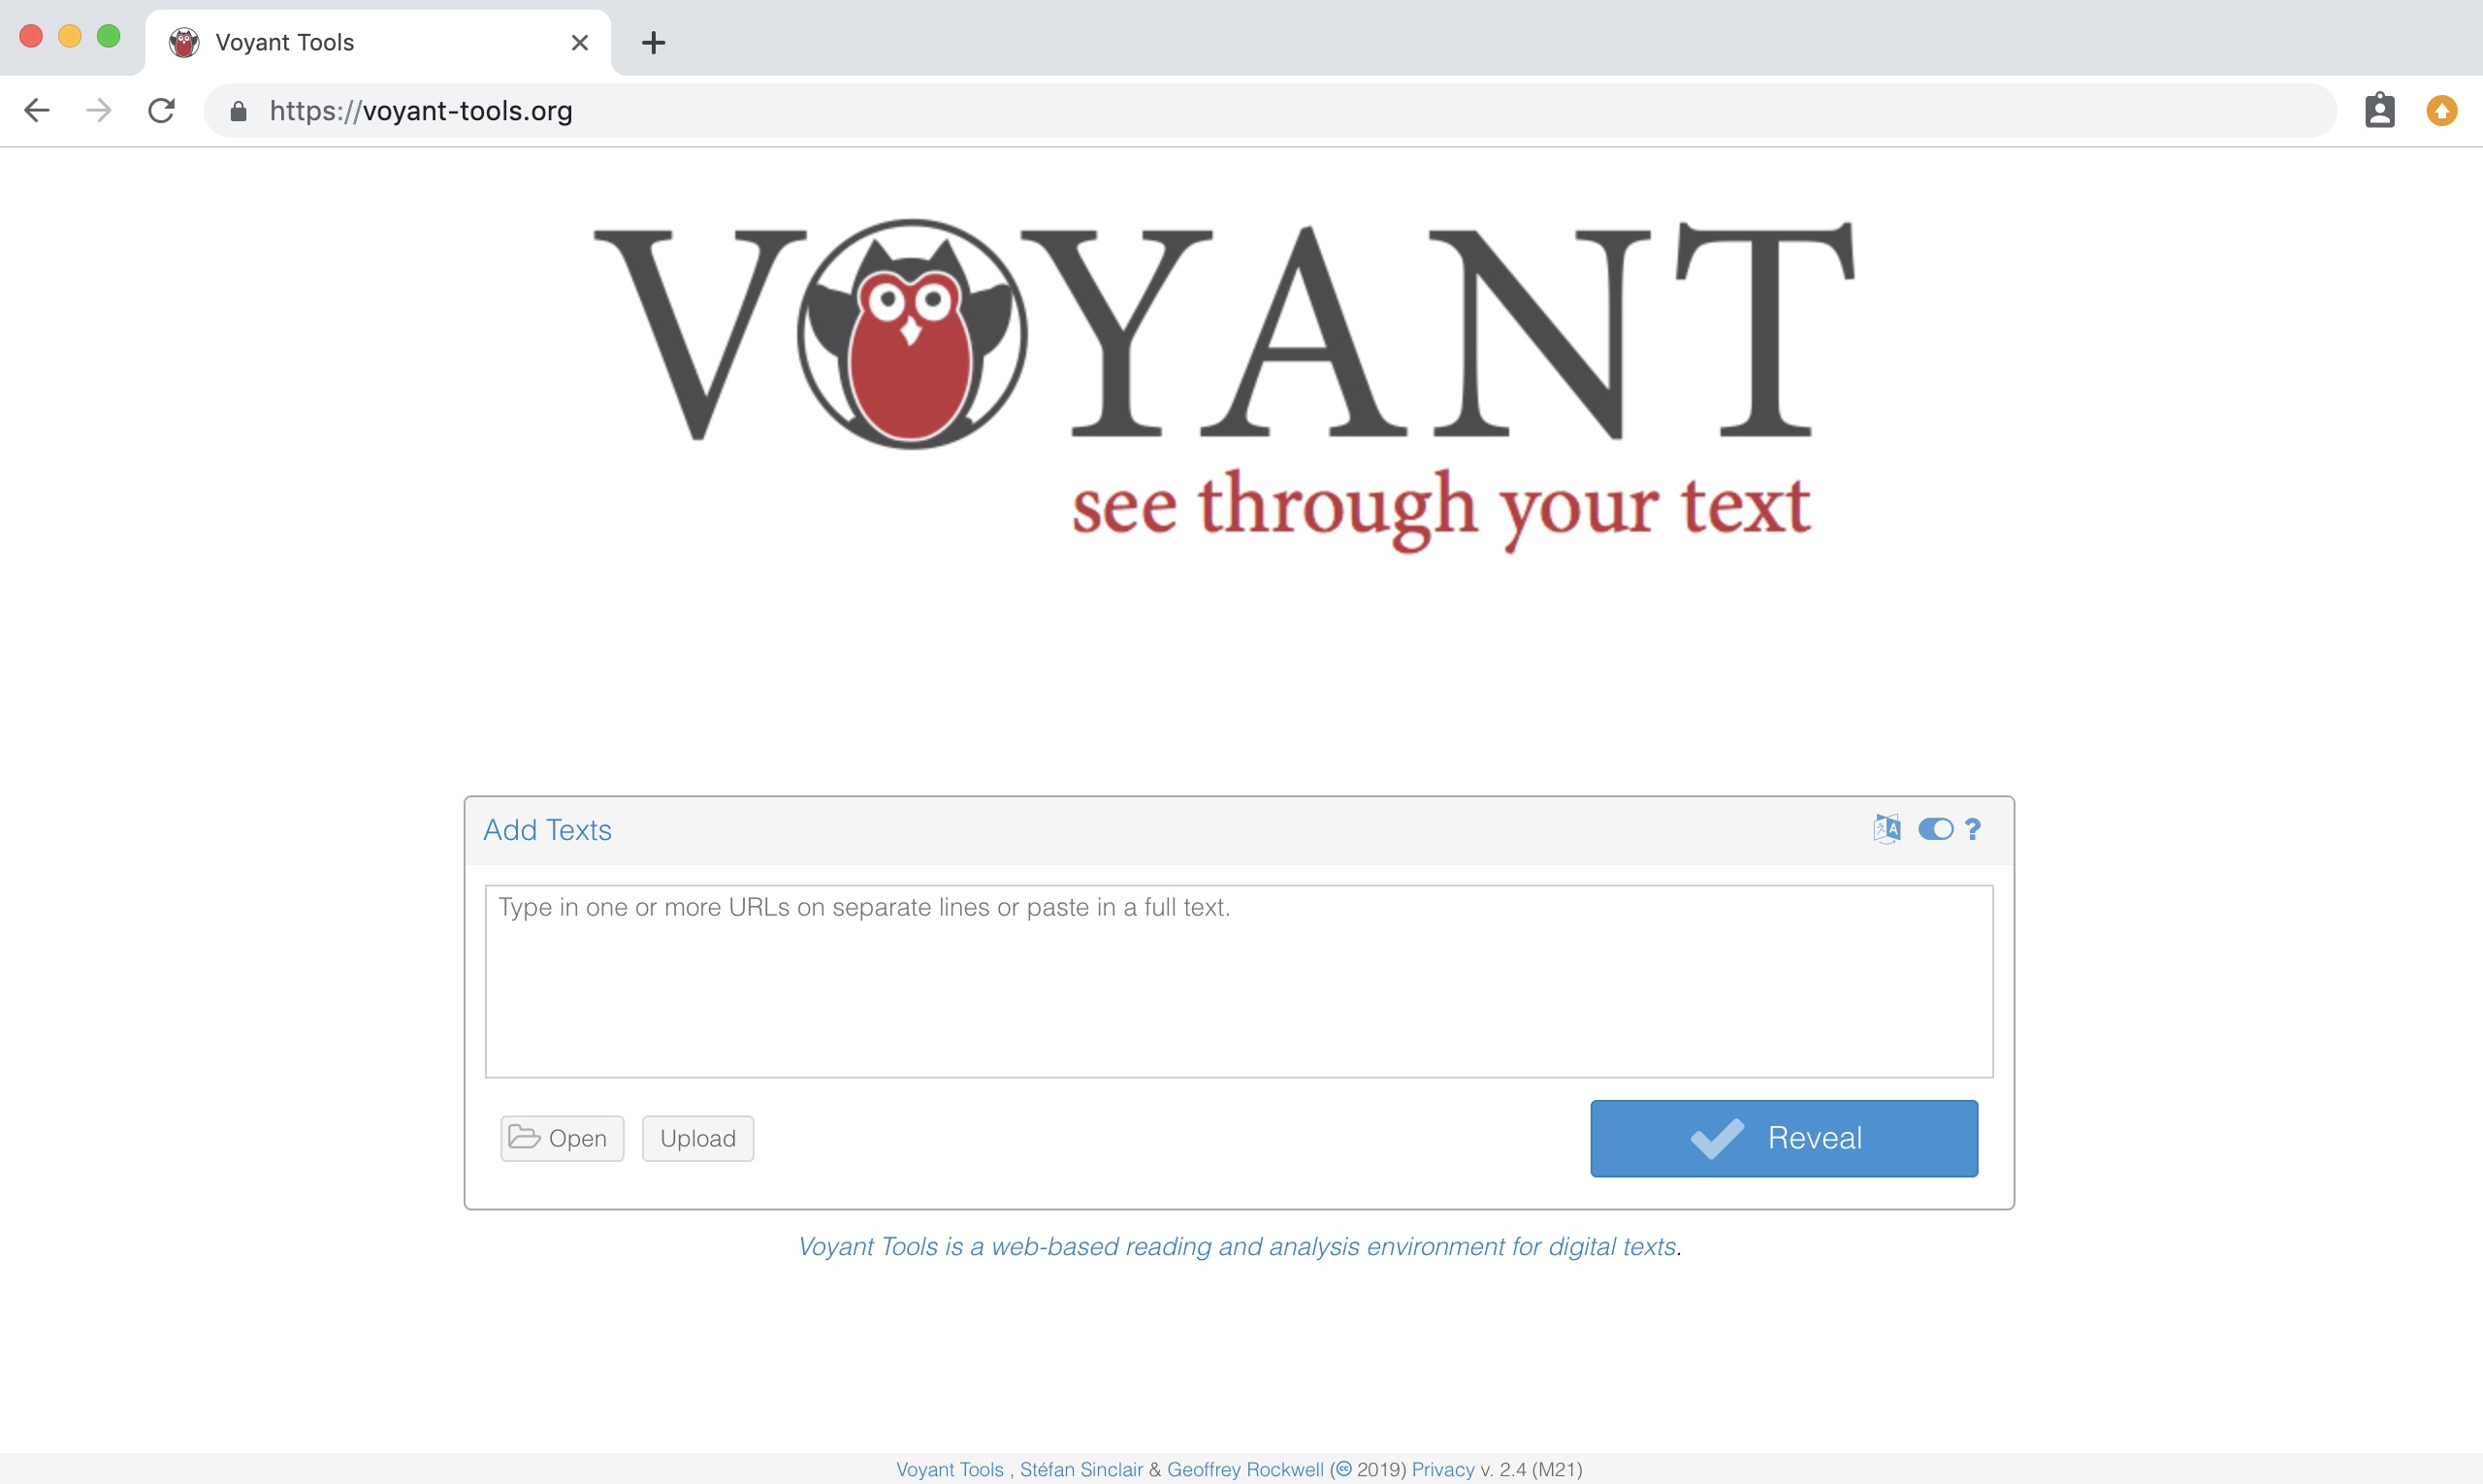 Voyant Tools
https://voyant-tools.org
VOYANT
see through your text
Add Texts
?
Type in one or more URLs on separate lines or paste in a full text.
Open Upload Reveal
Voyant Tools is a web-based reading and analysis environment for digital texts.
Voyant Tools , Stéfan Sinclair & Geoffrey Rockwell (🅭 2019) Privacy v. 2.4 (M21)